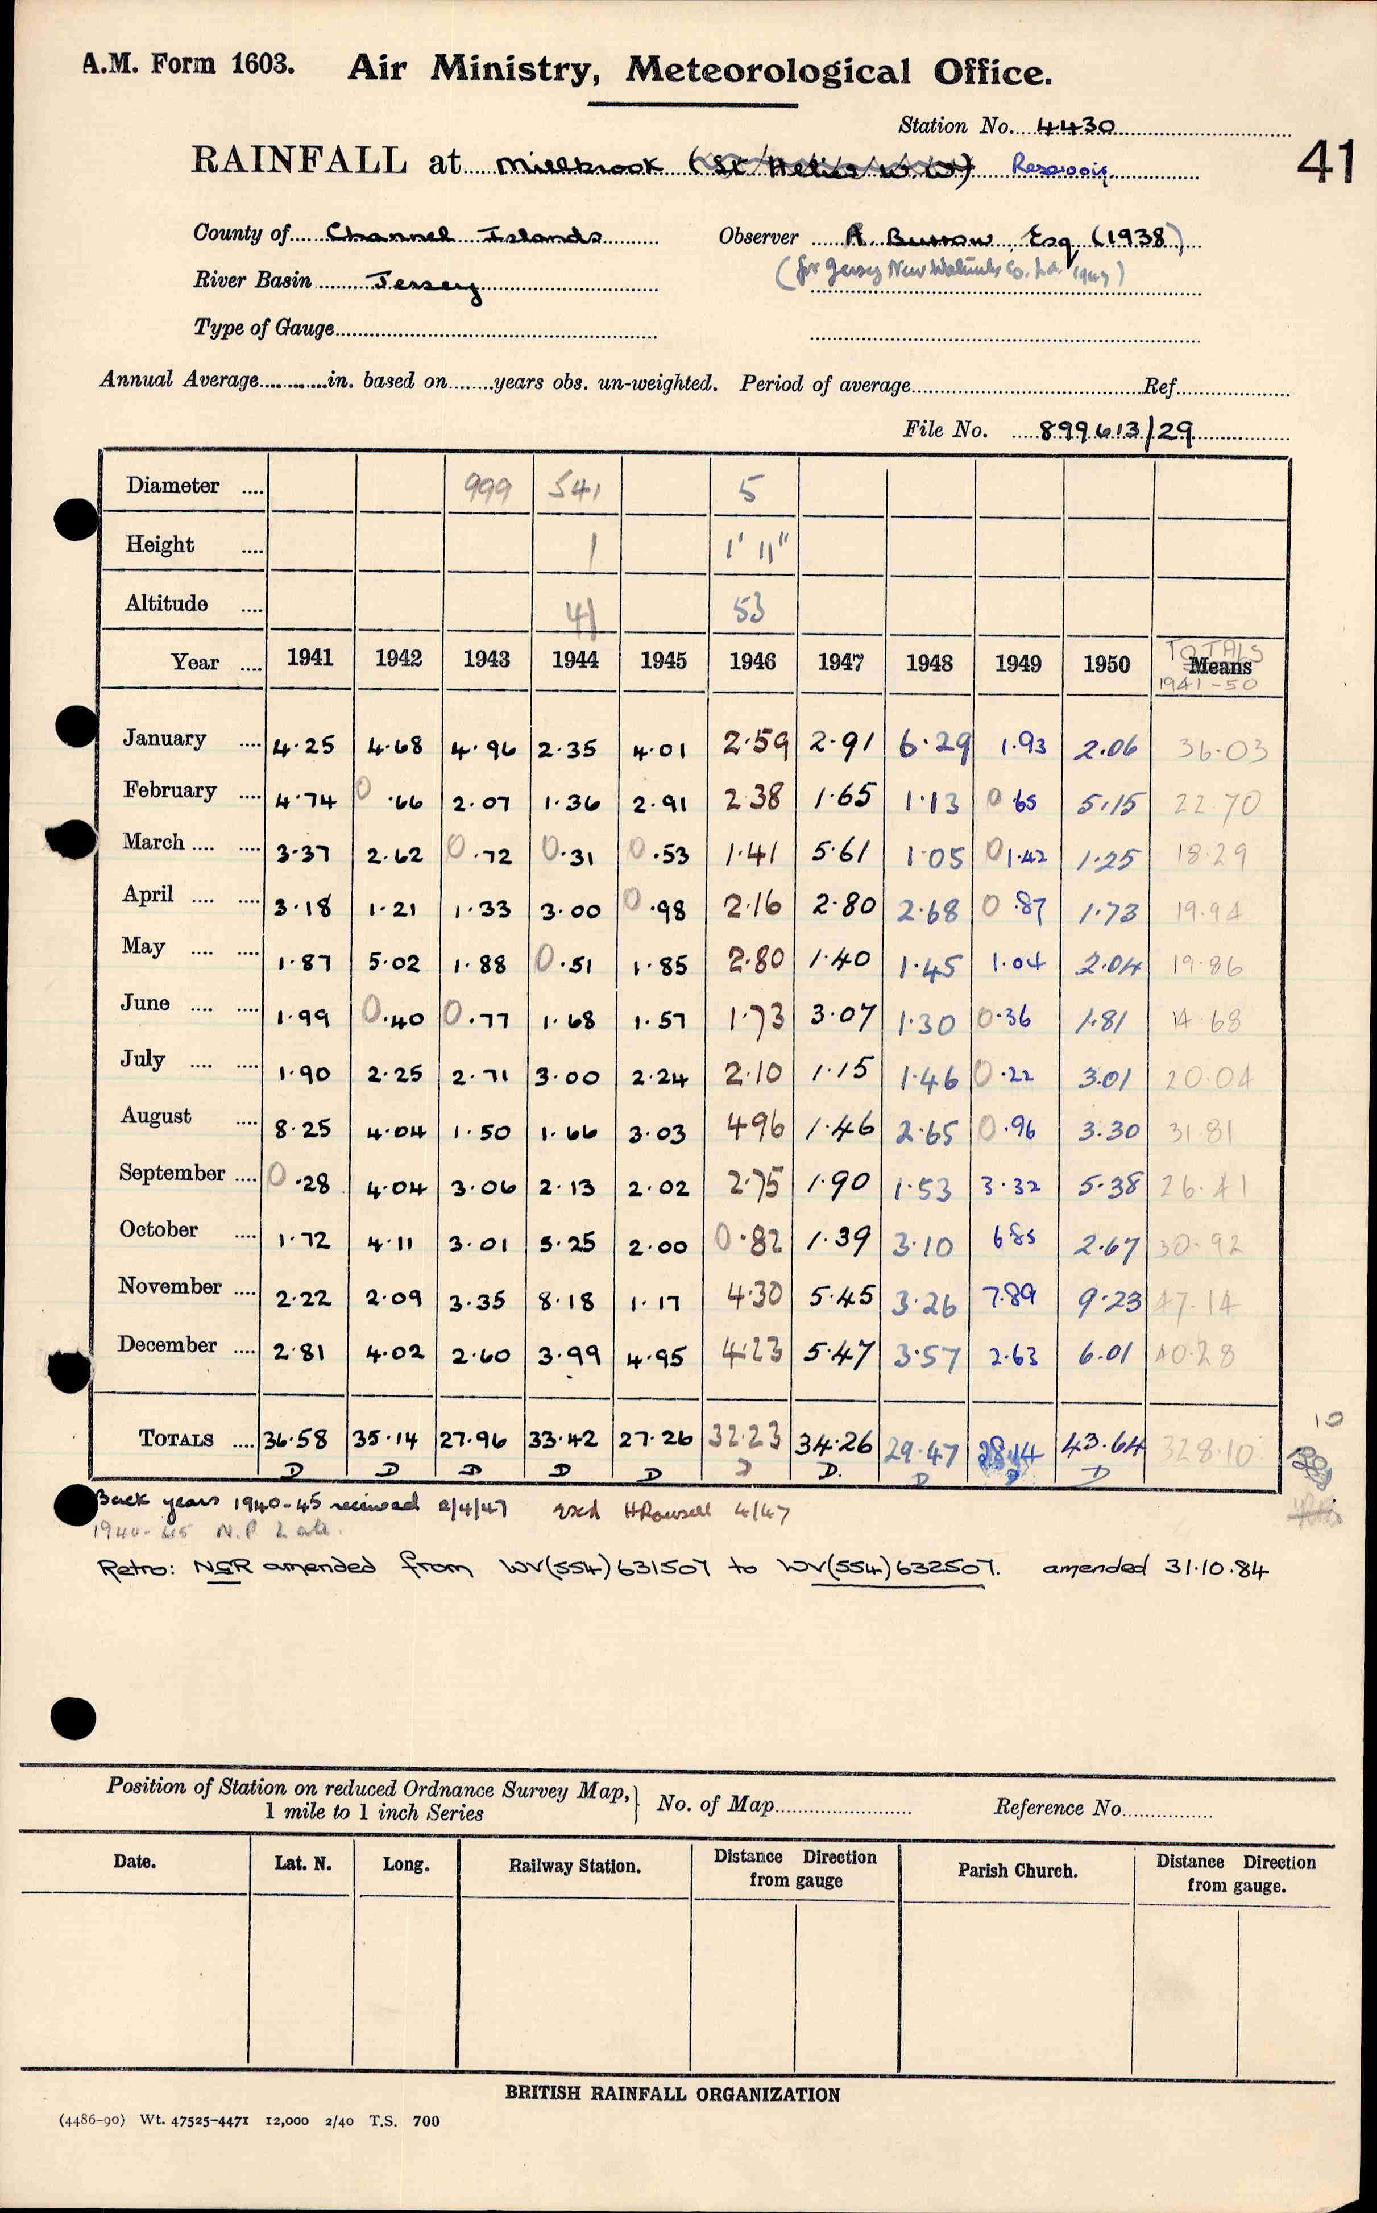 A.M. Form 1603. Air Ministry, Meteorological Office.
Station No. 4430
41
RAINFALL at Millbrook (St Helier W.W) Reservoir
County of Channel Islands Observer A. Burrow Esq (1938)
River Basin Jersey (for Jersey New Waterworks Co. Ld. 1947)
Type of Gauge
Annual Average in. based on years obs. un-weighted. Period of average Ref.
File No. 899613/29
Diameter 999 541 5
Height 1 1' 11"
Altitude 41 53
Year 1941 1942 1943 1944 1945 1946 1947 1948 1949 1950 TOTALS Means 1941-50
January 4.25 4.68 4.96 2.35 4.01 2.59 2.91 6.29 1.93 2.06 36.03
February 4.74 0.66 2.07 1.36 2.91 2.38 1.65 1.13 0.65 5.15 22.70
March 3.37 2.62 0.72 0.31 0.53 1.41 5.61 1.05 01.42 1.25 18.29
April 3.18 1.21 1.33 3.00 0.98 2.16 2.80 2.68 0.87 1.73 19.94
May 1.87 5.02 1.88 0.51 1.85 2.80 1.40 1.45 1.04 2.04 19.86
June 1.99 0.40 0.77 1.68 1.57 1.73 3.07 1.30 0.36 1.81 14.68
July 1.90 2.25 2.71 3.00 2.24 2.10 1.15 1.46 0.22 3.01 20.04
August 8.25 4.04 1.50 1.66 3.03 4.96 1.46 2.65 0.96 3.30 31.81
September 0.28 4.04 3.06 2.13 2.02 2.75 1.90 1.53 3.32 5.38 26.41
October 1.72 4.11 3.01 5.25 2.00 0.82 1.39 3.10 6.85 2.67 30.92
November 2.22 2.09 3.35 8.18 1.17 4.30 5.45 3.26 7.89 9.23 47.14
December 2.81 4.02 2.60 3.99 4.95 4.23 5.47 3.57 2.63 6.01 40.28
10
TOTALS 36.58 35.14 27.96 33.42 27.26 32.23 34.26 29.47 28.14 43.64 328.10
D D D D D D D. D D D
Back years 1940-45 received 2/4/47 Exd HRowsell 4/47
1940-45 N.P Late.
Retro: NGR amended from WV(554)631507 to WV(554)632507. amended 31.10.84
Position of Station on reduced Ordnance Survey Map,} No. of Map Reference No.
1 mile to 1 inch Series
Date. Lat. N. Long. Railway Station. Distance Direction from gauge Parish Church. Distance Direction from gauge.
BRITISH RAINFALL ORGANIZATION
(4486-90) Wt. 47525-4471 12,000 2/40 T.S. 700